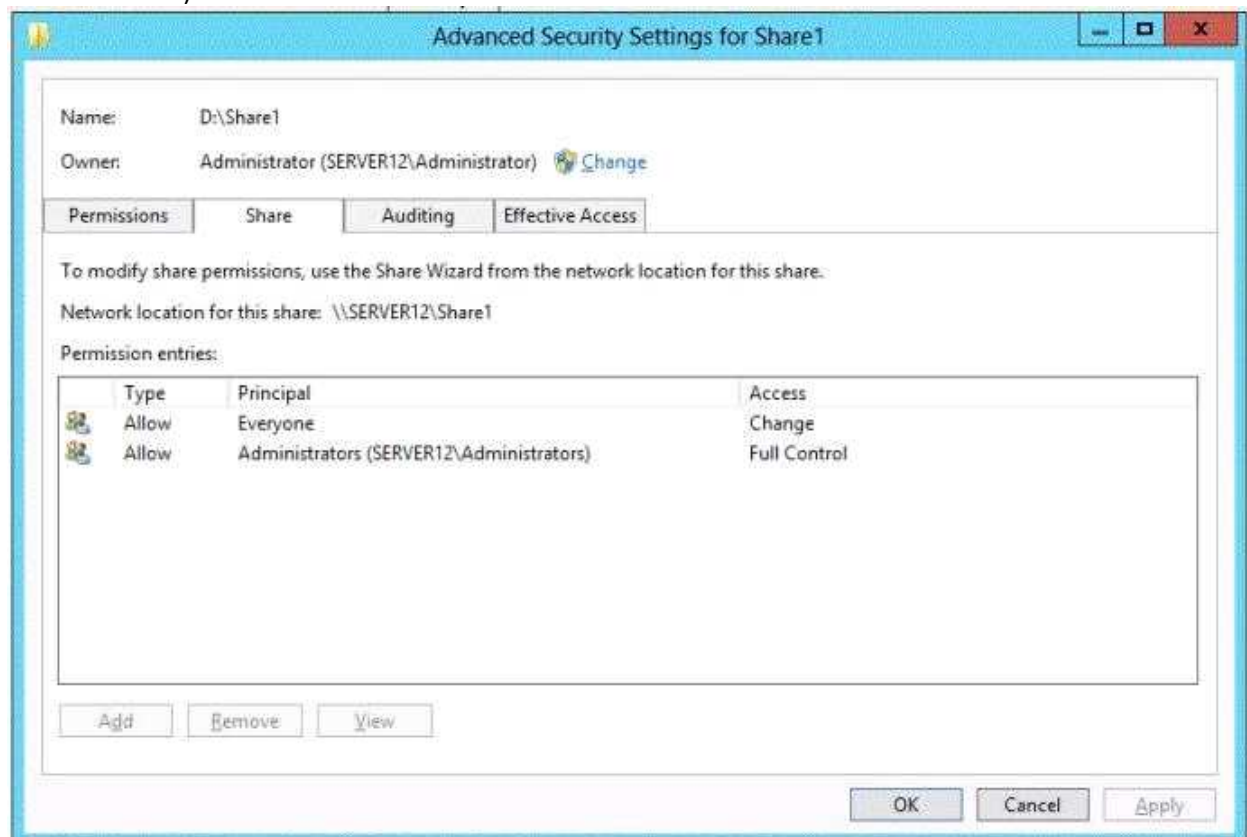 Advanced Security Settings for Share1
Name: D:\Share1
Owner: Administrator (SERVER12\Administrator) Change
Permissions Share Auditing Effective Access
To modify share permissions, use the Share Wizard from the network location for this share.
Network location for this share: \\SERVER12\Share1
Permission entries:
Type Principal Access
Allow Everyone Change
Allow Administrators (SERVER12\Administrators) Full Control
Add Remove View
OK Cancel Apply